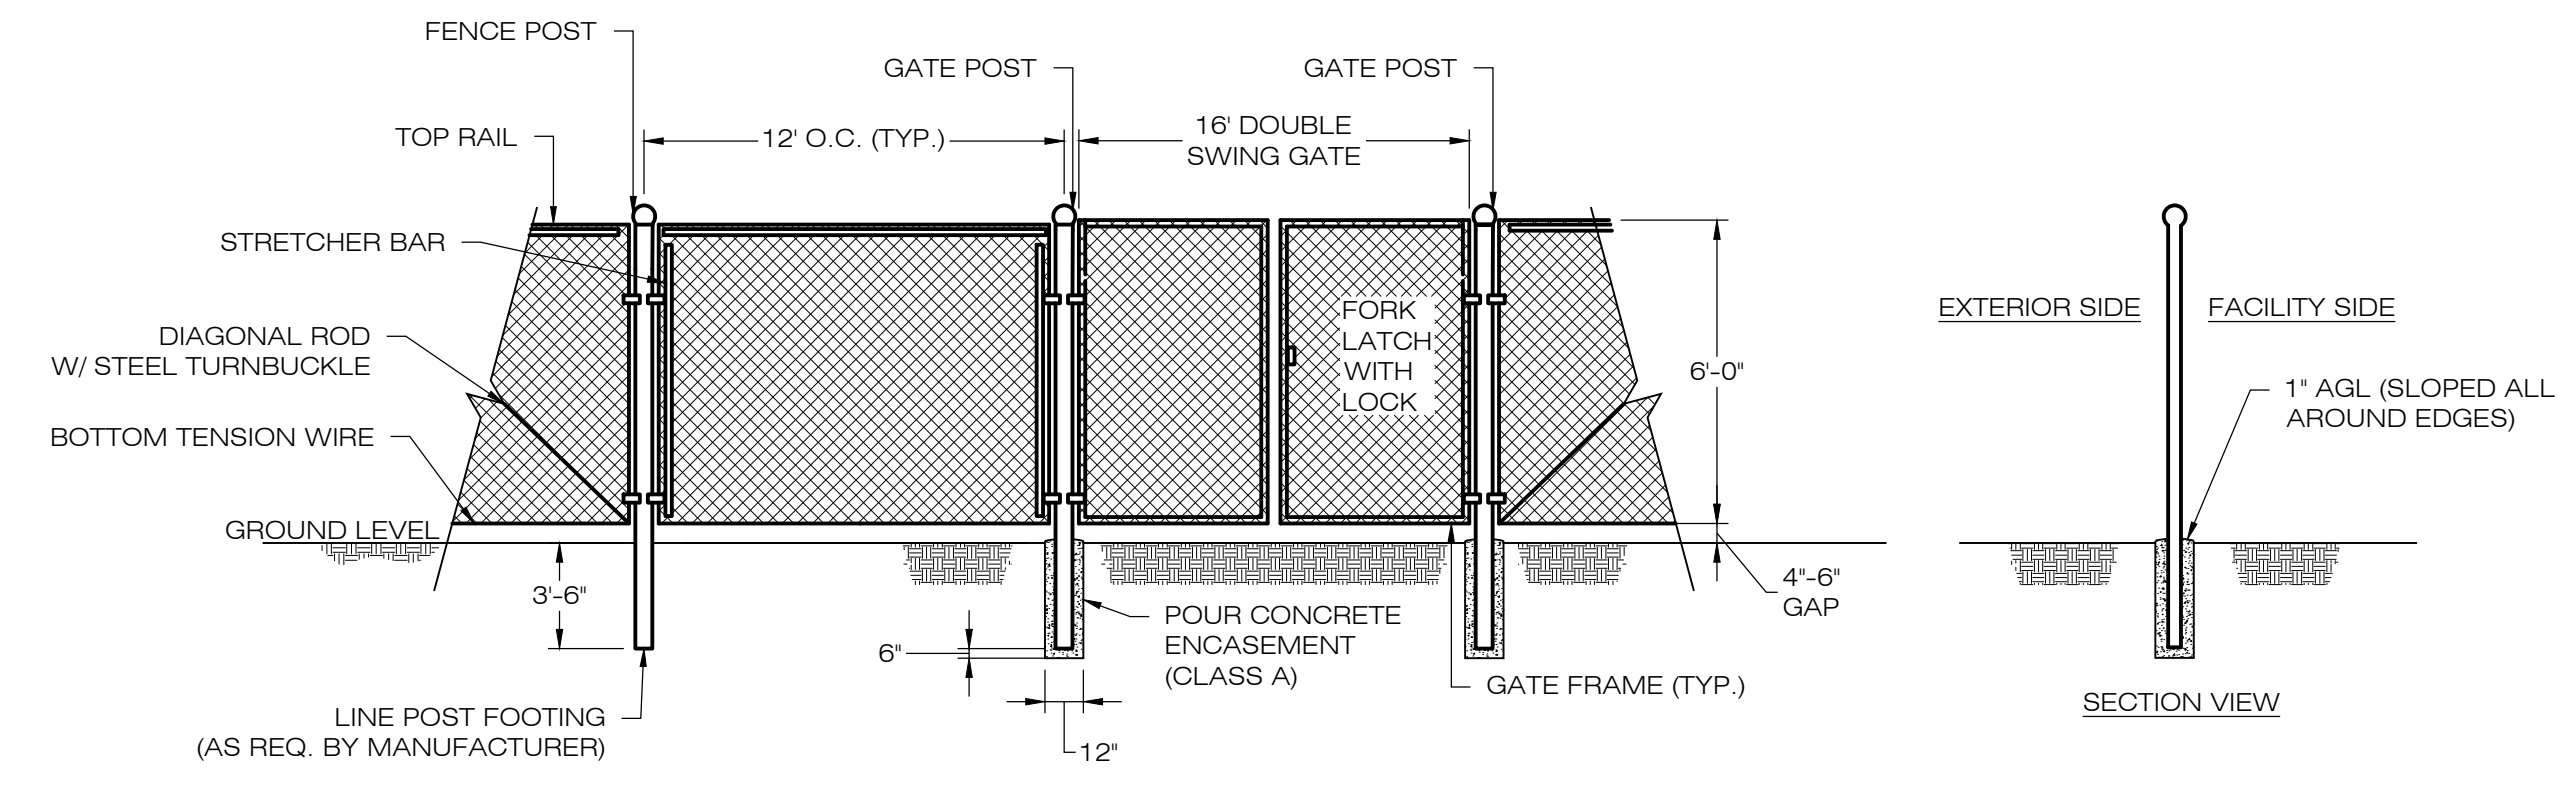 FENCE POST
GATE POST
GATE POST
TOP RAIL
12' O.C. (TYP.)
16' DOUBLE
SWING GATE
STRETCHER BAR
DIAGONAL ROD
W/ STEEL TURNBUCKLE
BOTTOM TENSION WIRE
GROUND LEVEL
FORK
LATCH
WITH
LOCK
6'-0"
EXTERIOR SIDE
FACILITY SIDE
1" AGL (SLOPED ALL
AROUND EDGES)
3'-6"
4"-6"
GAP
6"
POUR CONCRETE
ENCASEMENT
(CLASS A)
GATE FRAME (TYP.)
LINE POST FOOTING
(AS REQ. BY MANUFACTURER)
12"
SECTION VIEW